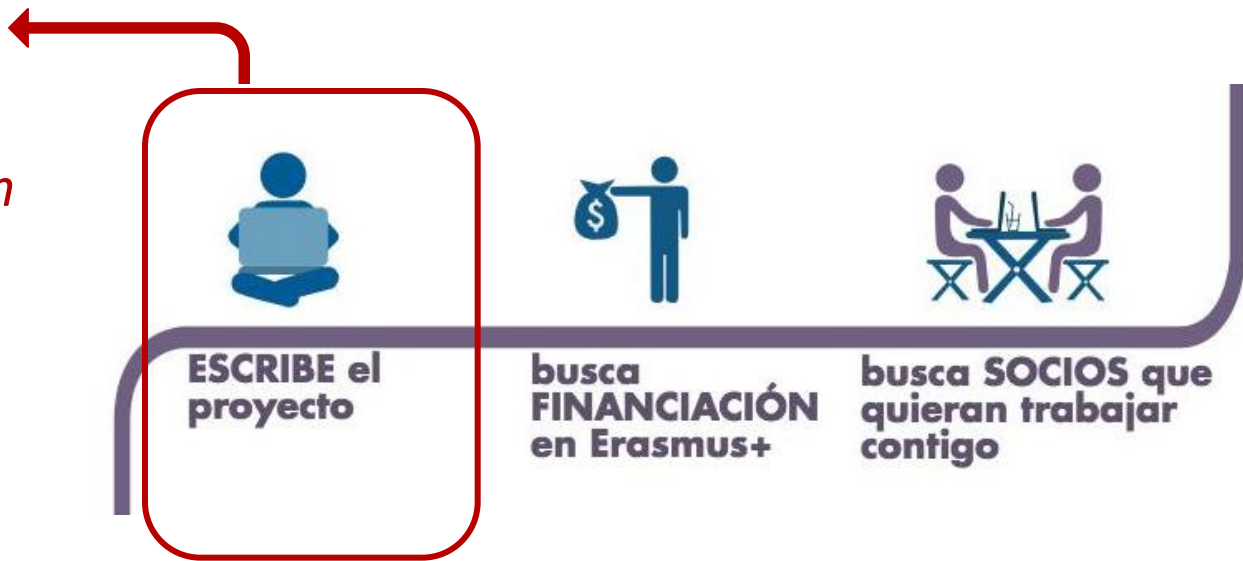 n
$
ESCRIBE el
proyecto
busca
FINANCIACIÓN
en Erasmus+
busca SOCIOS que
quieran trabajar
contigo